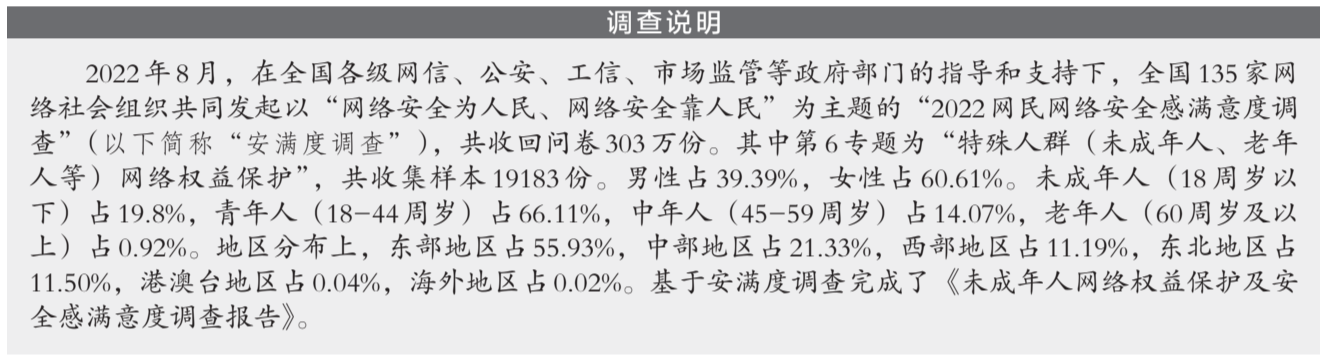 调查说明
2022年8月，在全国各级网信、公安、工信、市场监管等政府部门的指导和支持下，全国135家网
络社会组织共同发起以“网络安全为人民、网络安全靠人民”为主题的“2022网民网络安全感满意度调
查”（以下简称“安满度调查”），共收回问卷303万份。其中第6专题为“特殊人群（未成年人、老年
人等）网络权益保护”，共收集样本19183份。男性占39.39%，女性占60.61%。未成年人（18周岁以
下）占19.8%，青年人（18-44周岁）占66.11%，中年人（45-59周岁）占14.07%，老年人（60周岁及以
上）占0.92%。地区分布上，东部地区占55.93%，中部地区占21.33%，西部地区占11.19%，东北地区占
11.50%，港澳台地区占0.04%，海外地区占0.02%。基于安满度调查完成了《未成年人网络权益保护及安
全感满意度调查报告》。